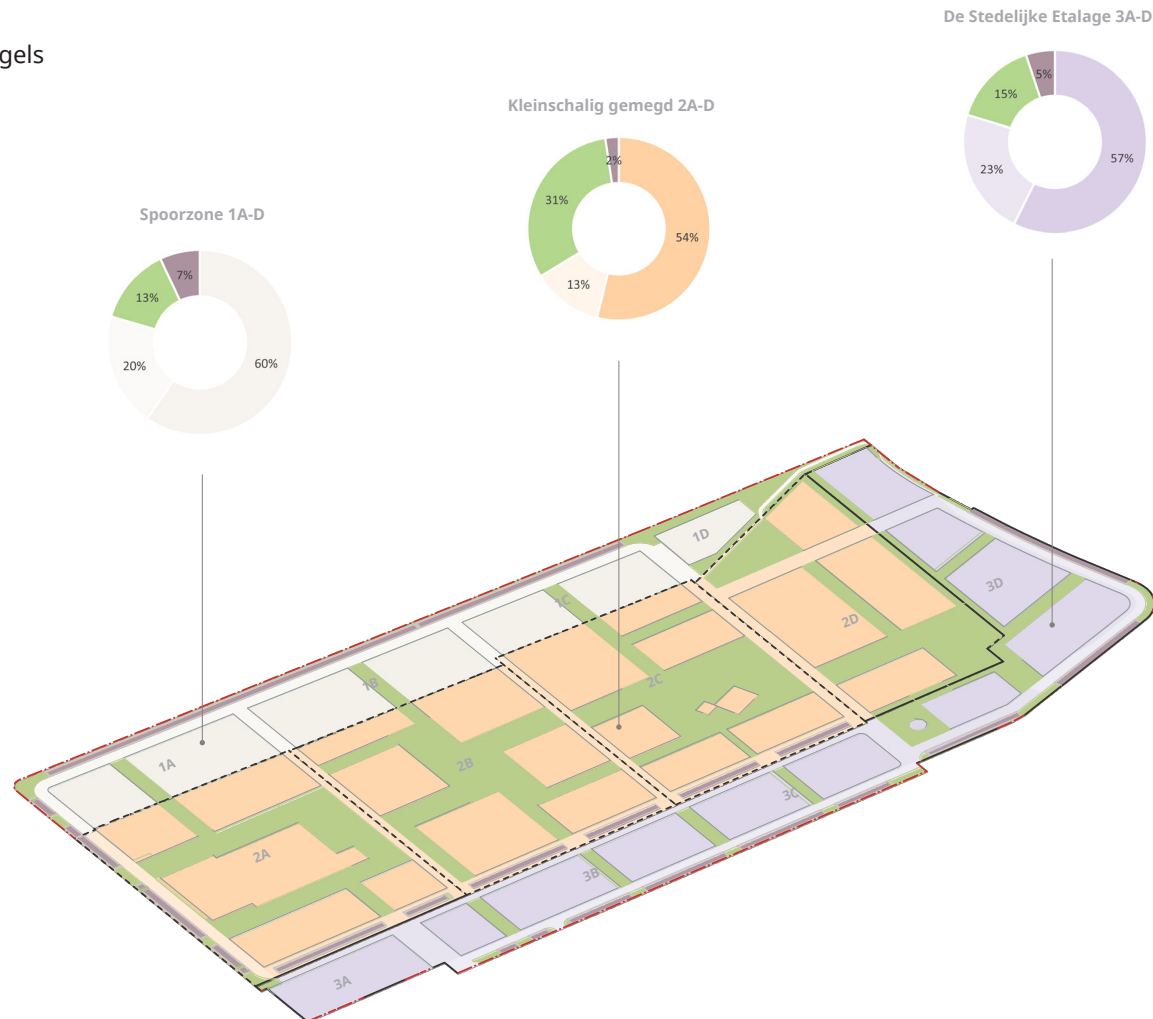 De Stedelijke Etalage 3A-D
gels
5%
15%
57%
23%
Kleinschalig gemegd 2A-D
2%
31%
54%
13%
Spoorzone 1A-D
7%
13%
20%
60%
1D
1C
3D
2D
1B
2C
1A
2B
3C
2A
3B
3A